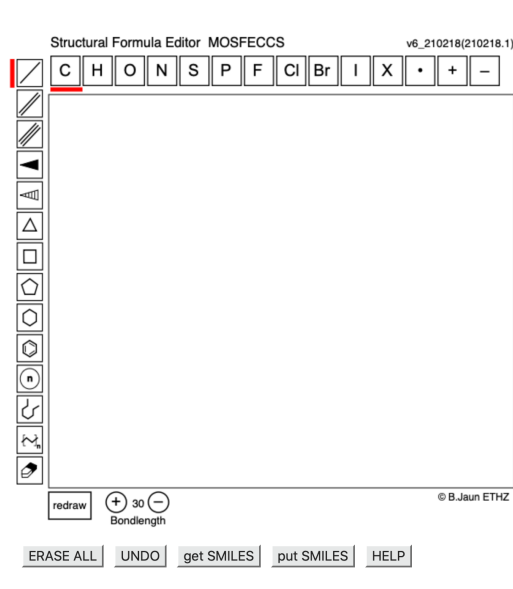 Structural Formula Editor MOSFECCS v6_210218(210218.1)
C H O N S P F Cl Br I X • + –
n
n
redraw + 30 –
Bondlength
© B.Jaun ETHZ
ERASE ALL UNDO get SMILES put SMILES HELP